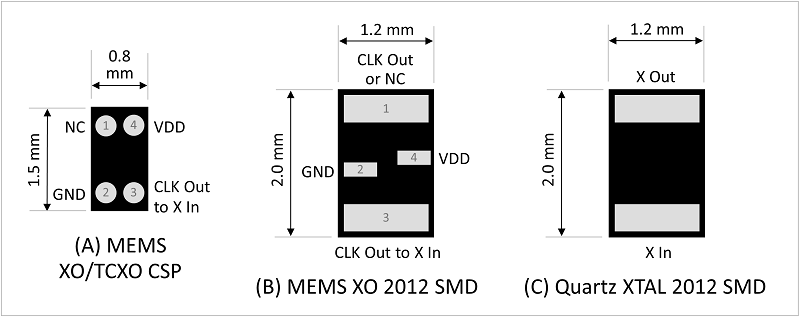 0.8
mm
1.5 mm
NC
1
4
VDD
GND
2
3
CLK Out
to X In
(A) MEMS
XO/TCXO CSP
1.2 mm
CLK Out
or NC
2.0 mm
1
GND
2
4
VDD
3
CLK Out to X In
(B) MEMS XO 2012 SMD
1.2 mm
X Out
2.0 mm
X In
(C) Quartz XTAL 2012 SMD